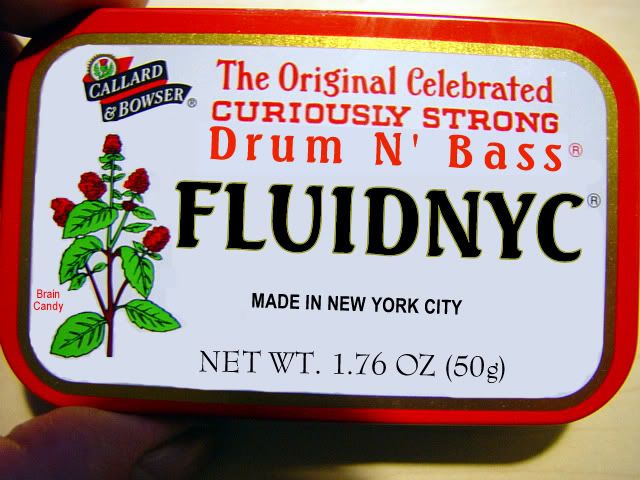 CALLARD
& BOWSER®
The Original Celebrated
CURIOUSLY STRONG
Drum N' Bass®
FLUIDNYC®
Brain
Candy
MADE IN NEW YORK CITY
NET WT. 1.76 OZ (50g)